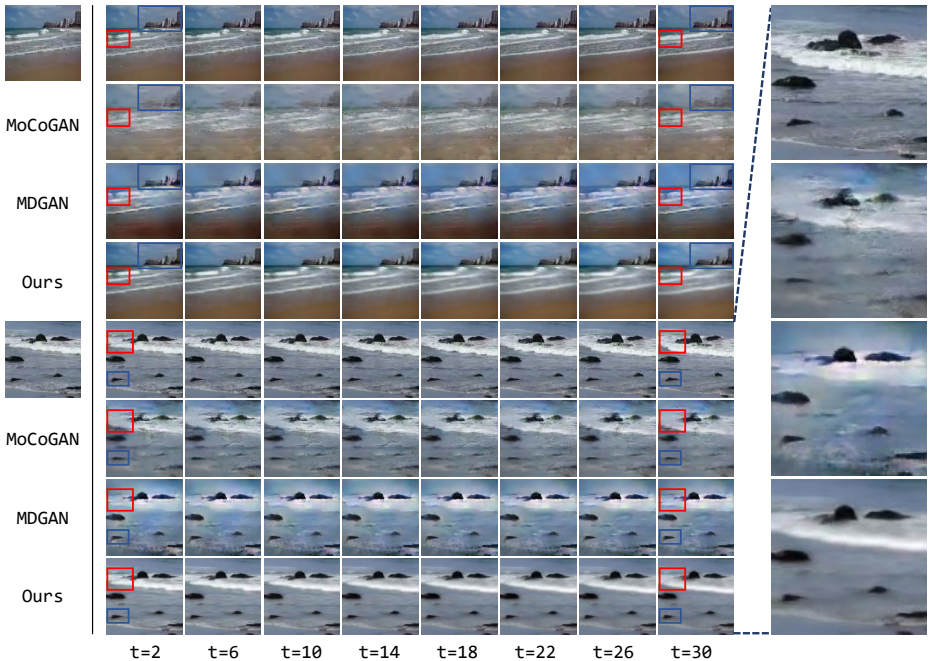 MoCoGAN
MDGAN
Ours
MoCoGAN
MDGAN
Ours
t=2 t=6 t=10 t=14 t=18 t=22 t=26 t=30